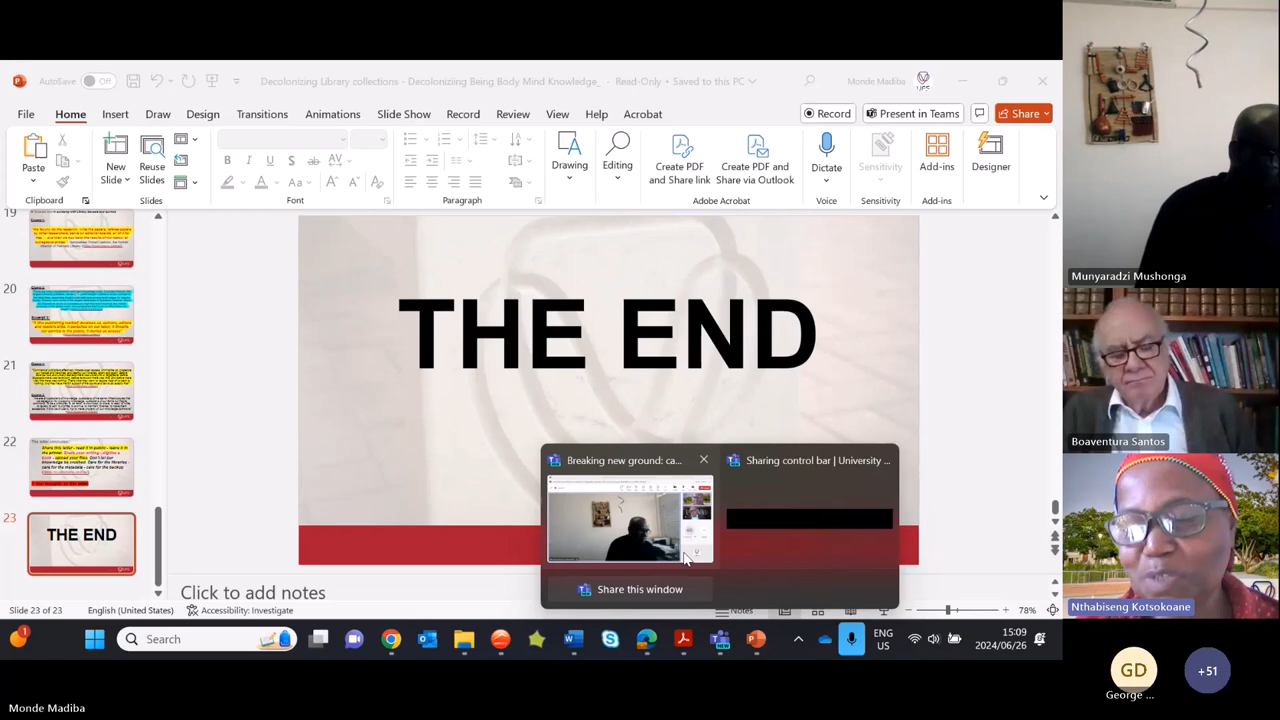 AutoSave Off
Decolonizing Library collections - Decoloniziing Being Body Mind Knowledge_ - Read-Only • Saved to this PC
Monde Madiba
File Home Insert Draw Design Transitions Animations Slide Show Record Review View Help Acrobat
Record Present in Teams Share
Paste
New Slide
Reuse Slides
Drawing
Editing
Create PDF and Share link
Create PDF and Share via Outlook
Dictate
Sensitivity
Add-ins
Designer
Clipboard Slides Font Paragraph Adobe Acrobat Voice Sensitivity Add-ins
19
20
21
22
23
THE END
THE END
Breaking new ground: ca...
Sharing control bar | University ...
Share this window
Click to add notes
Slide 23 of 23 English (United States) Accessibility: Investigate Notes 78%
1
Search
NEW
ENG
US
15:09
2024/06/26
Munyaradzi Mushonga
Boaventura Santos
Nthabiseng Kotsokoane
GD
George ...
+51
Monde Madiba